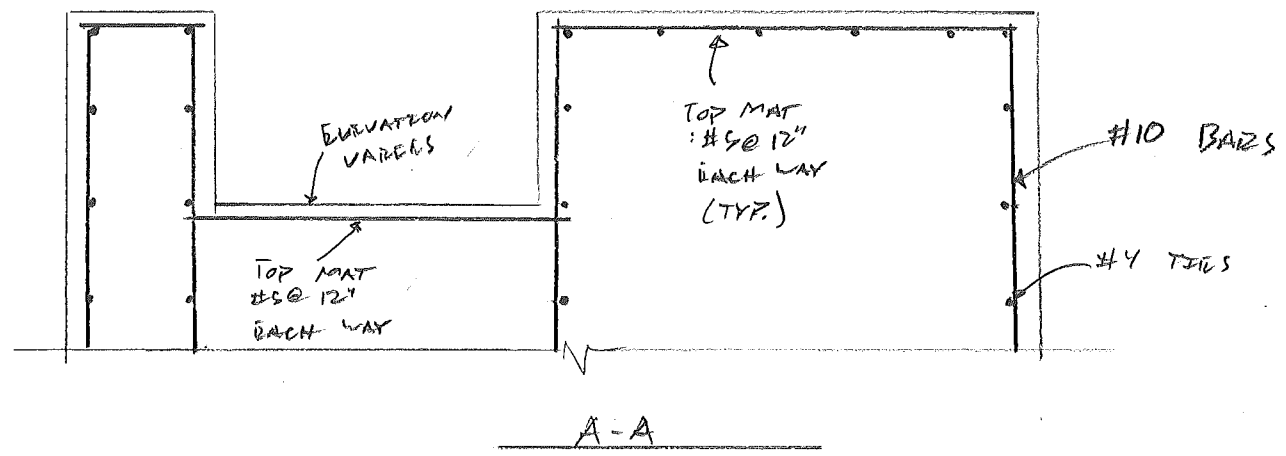 ELEVATION
VARIES
TOP MAT
: #5@ 12"
EACH WAY
(TYP.)
#10 BARS
TOP MAT
#5@ 12"
EACH WAY
#4 TIES
A-A